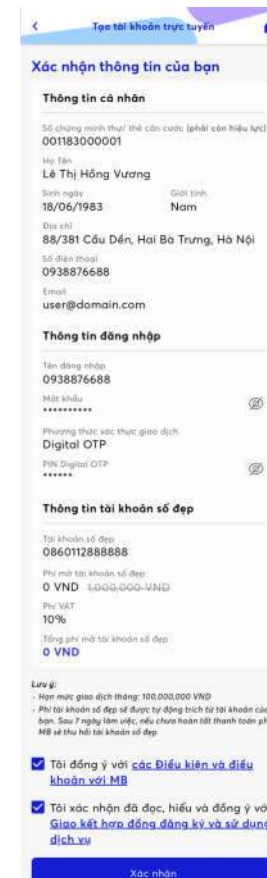 Tạo tài khoản trực tuyến
Xác nhận thông tin của bạn
Thông tin cá nhân
Số chứng minh thư/ thẻ căn cước (phải còn hiệu lực)
001183000001
Họ Tên
Lê Thị Hồng Vương
Sinh ngày Giới tính
18/06/1983 Nam
Địa chỉ
88/381 Cầu Dền, Hai Bà Trưng, Hà Nội
Số điện thoại
0938876688
Email
user@domain.com
Thông tin đăng nhập
Tên đăng nhập
0938876688
Mật khẩu
**********
Phương thức xác thực giao dịch
Digital OTP
PIN Digital OTP
******
Thông tin tài khoản số đẹp
Tài khoản số đẹp
0860112888888
Phí mở tài khoản số đẹp
0 VND 1,000,000 VND
Phí VAT
10%
Tổng phí mở tài khoản số đẹp
0 VND
Lưu ý:
- Hạn mức giao dịch tháng: 100,000,000 VND
- Phí tài khoản số đẹp sẽ được tự động trích từ tài khoản của
bạn. Sau 7 ngày làm việc, nếu chưa hoàn tất thanh toán ph
MB sẽ thu hồi tài khoản số đẹp
Tôi đồng ý với các Điều kiện và điều
khoản với MB
Tôi xác nhận đã đọc, hiểu và đồng ý với
Giao kết hợp đồng đăng ký và sử dụng
dịch vụ
Xác nhận